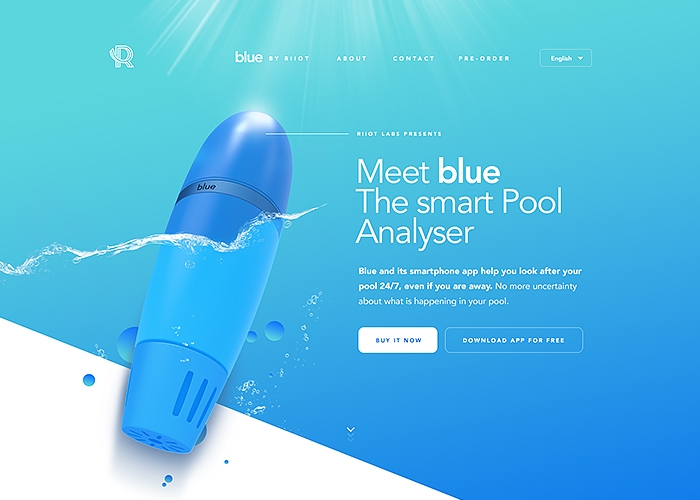 R
blue BY RIIOT
ABOUT
CONTACT
PRE-ORDER
English
RIIOT LABS PRESENTS
Meet blue
The smart Pool
Analyser
blue
Blue and its smartphone app help you look after your
pool 24/7, even if you are away. No more uncertainty
about what is happening in your pool.
BUY IT NOW
DOWNLOAD APP FOR FREE